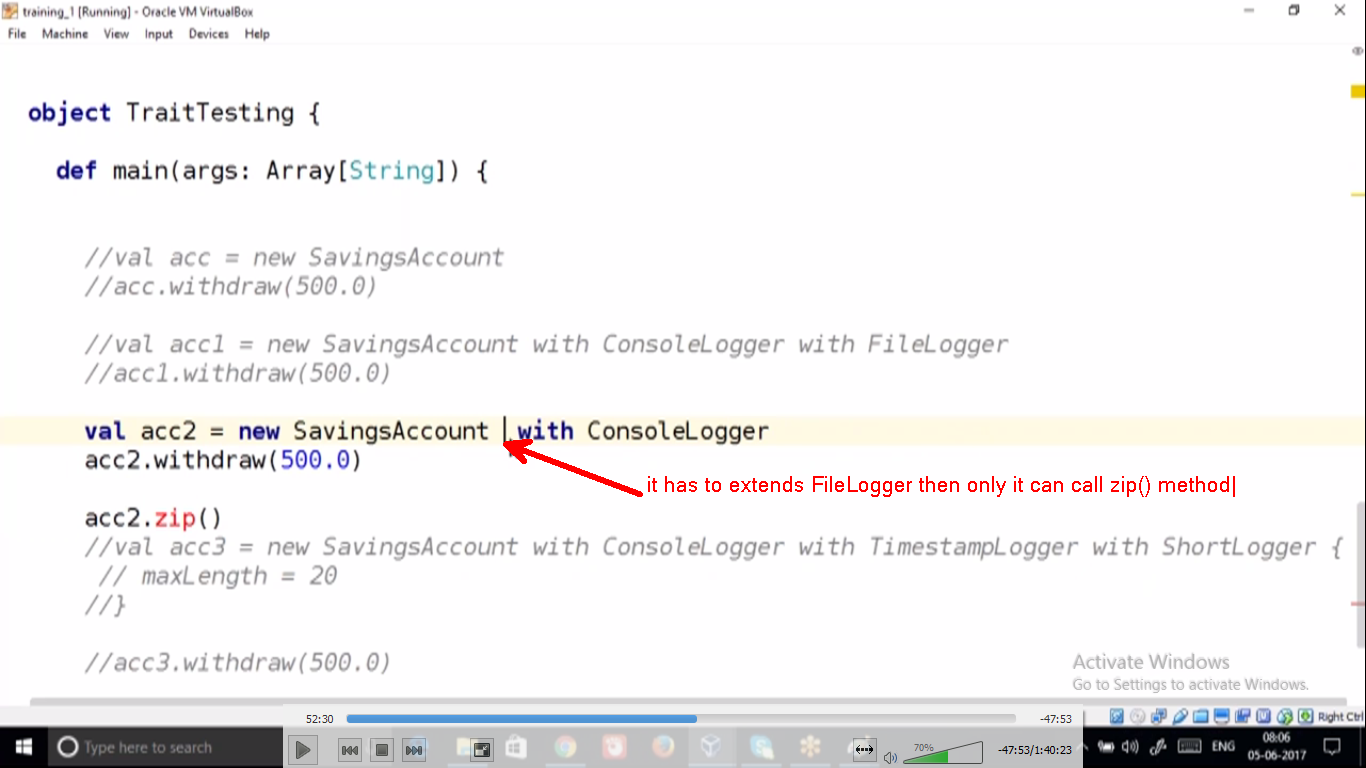 training_1 [Running] - Oracle VM VirtualBox
File Machine View Input Devices Help
object TraitTesting {
def main(args: Array[String]) {
//val acc = new SavingsAccount
//acc.withdraw(500.0)
//val acc1 = new SavingsAccount with ConsoleLogger with FileLogger
//acc1.withdraw(500.0)
val acc2 = new SavingsAccount with ConsoleLogger
acc2.withdraw(500.0)
it has to extends FileLogger then only it can call zip() method|
acc2.zip()
//val acc3 = new SavingsAccount with ConsoleLogger with TimestampLogger with ShortLogger {
// maxLength = 20
//}
//acc3.withdraw(500.0)
Activate Windows
Go to Settings to activate Windows.
52:30 -47:53
Right Ctrl
Type here to search
70%
-47:53/1:40:23
ENG
08:06
05-06-2017